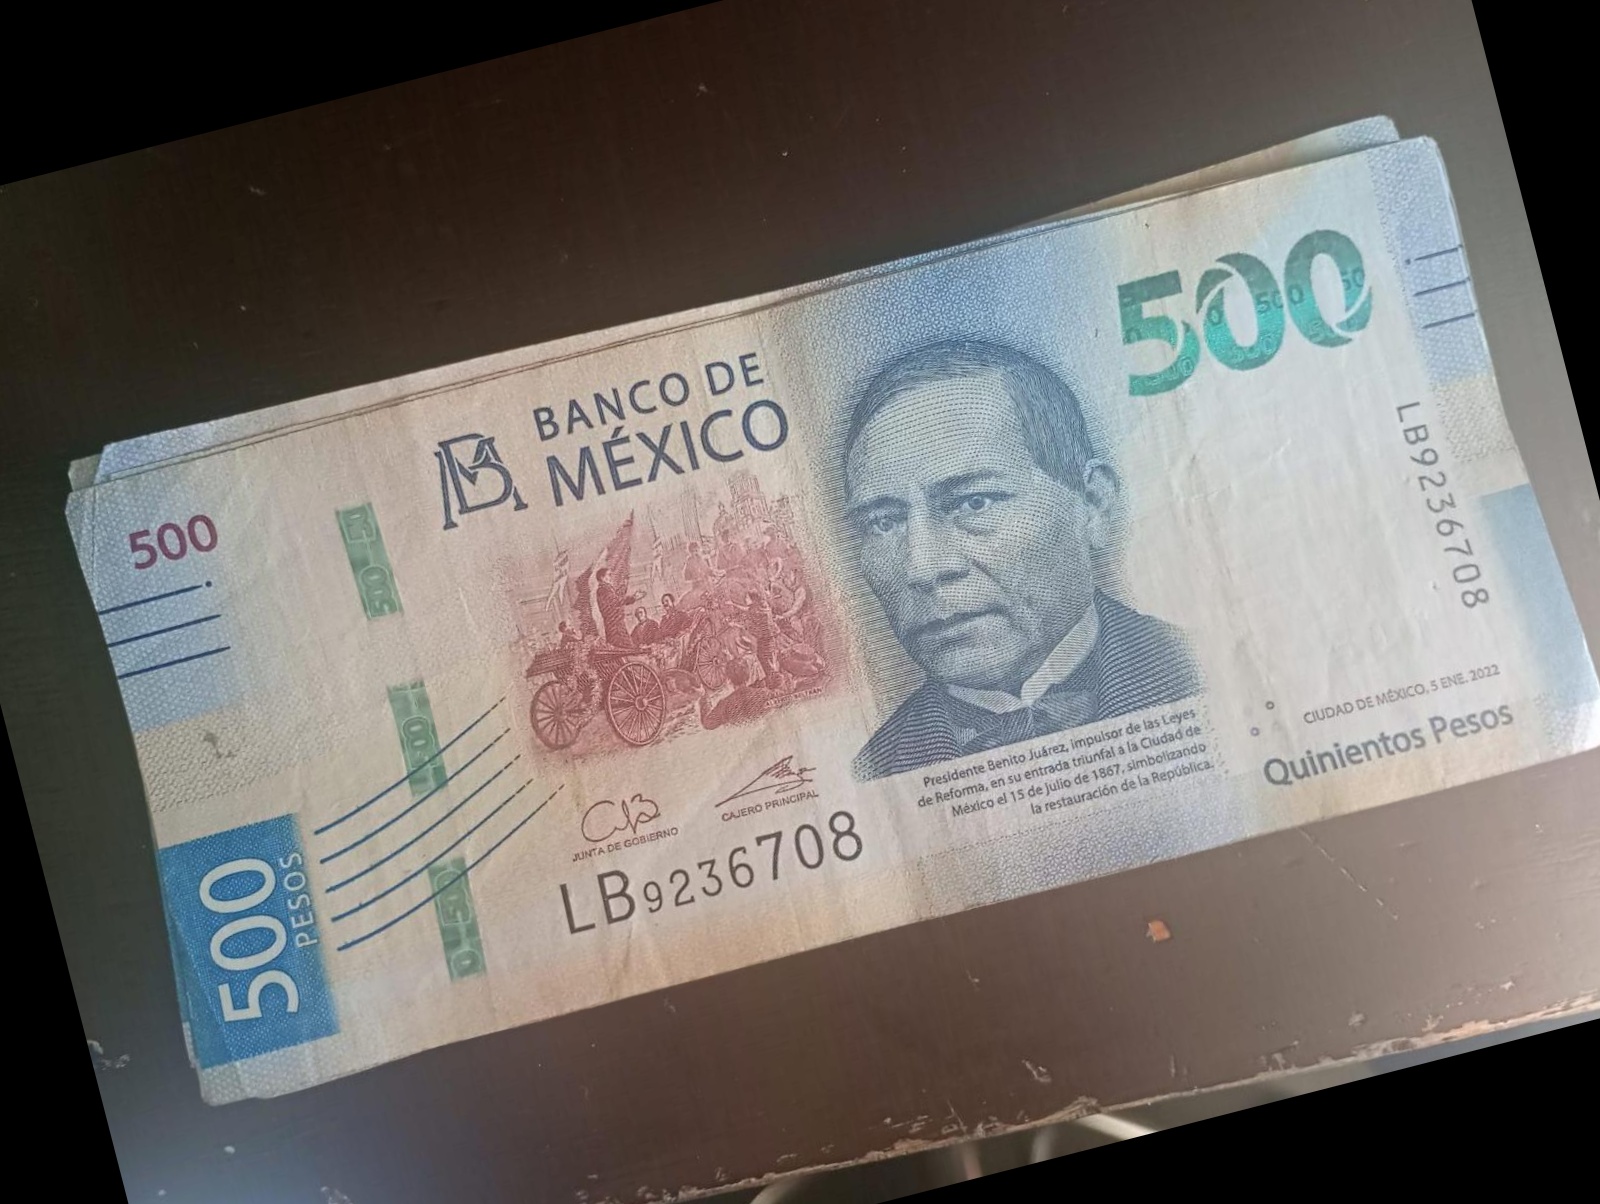 BANCO DE
MÉXICO
500
500
LB9236708
500
PESOS
JUNTA DE GOBIERNO
CAJERO PRINCIPAL
LB9236708
Presidente Benito Juárez, impulsor de las Leyes
de Reforma, en su entrada triunfal a la Ciudad de
México el 15 de julio de 1867, simbolizando
la restauración de la República.
CIUDAD DE MÉXICO, 5 ENE. 2022
Quinientos Pesos